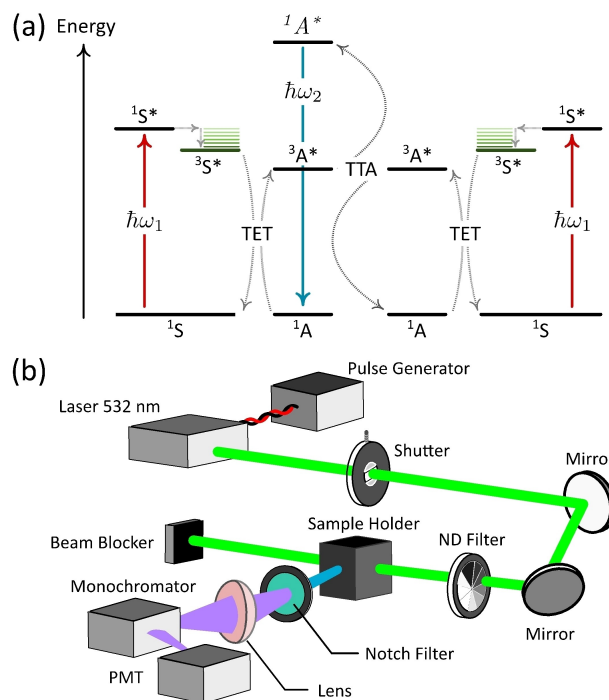 (a)
Energy
¹A*
ħω₂
¹S*
¹S*
³S*
³A*
TTA
³A*
³S*
ħω₁
TET
TET
ħω₁
¹S
¹A
¹A
¹S
(b)
Pulse Generator
Laser 532 nm
Shutter
Mirro
Sample Holder
ND Filter
Beam Blocker
Monochromator
Mirror
Notch Filter
PMT
Lens